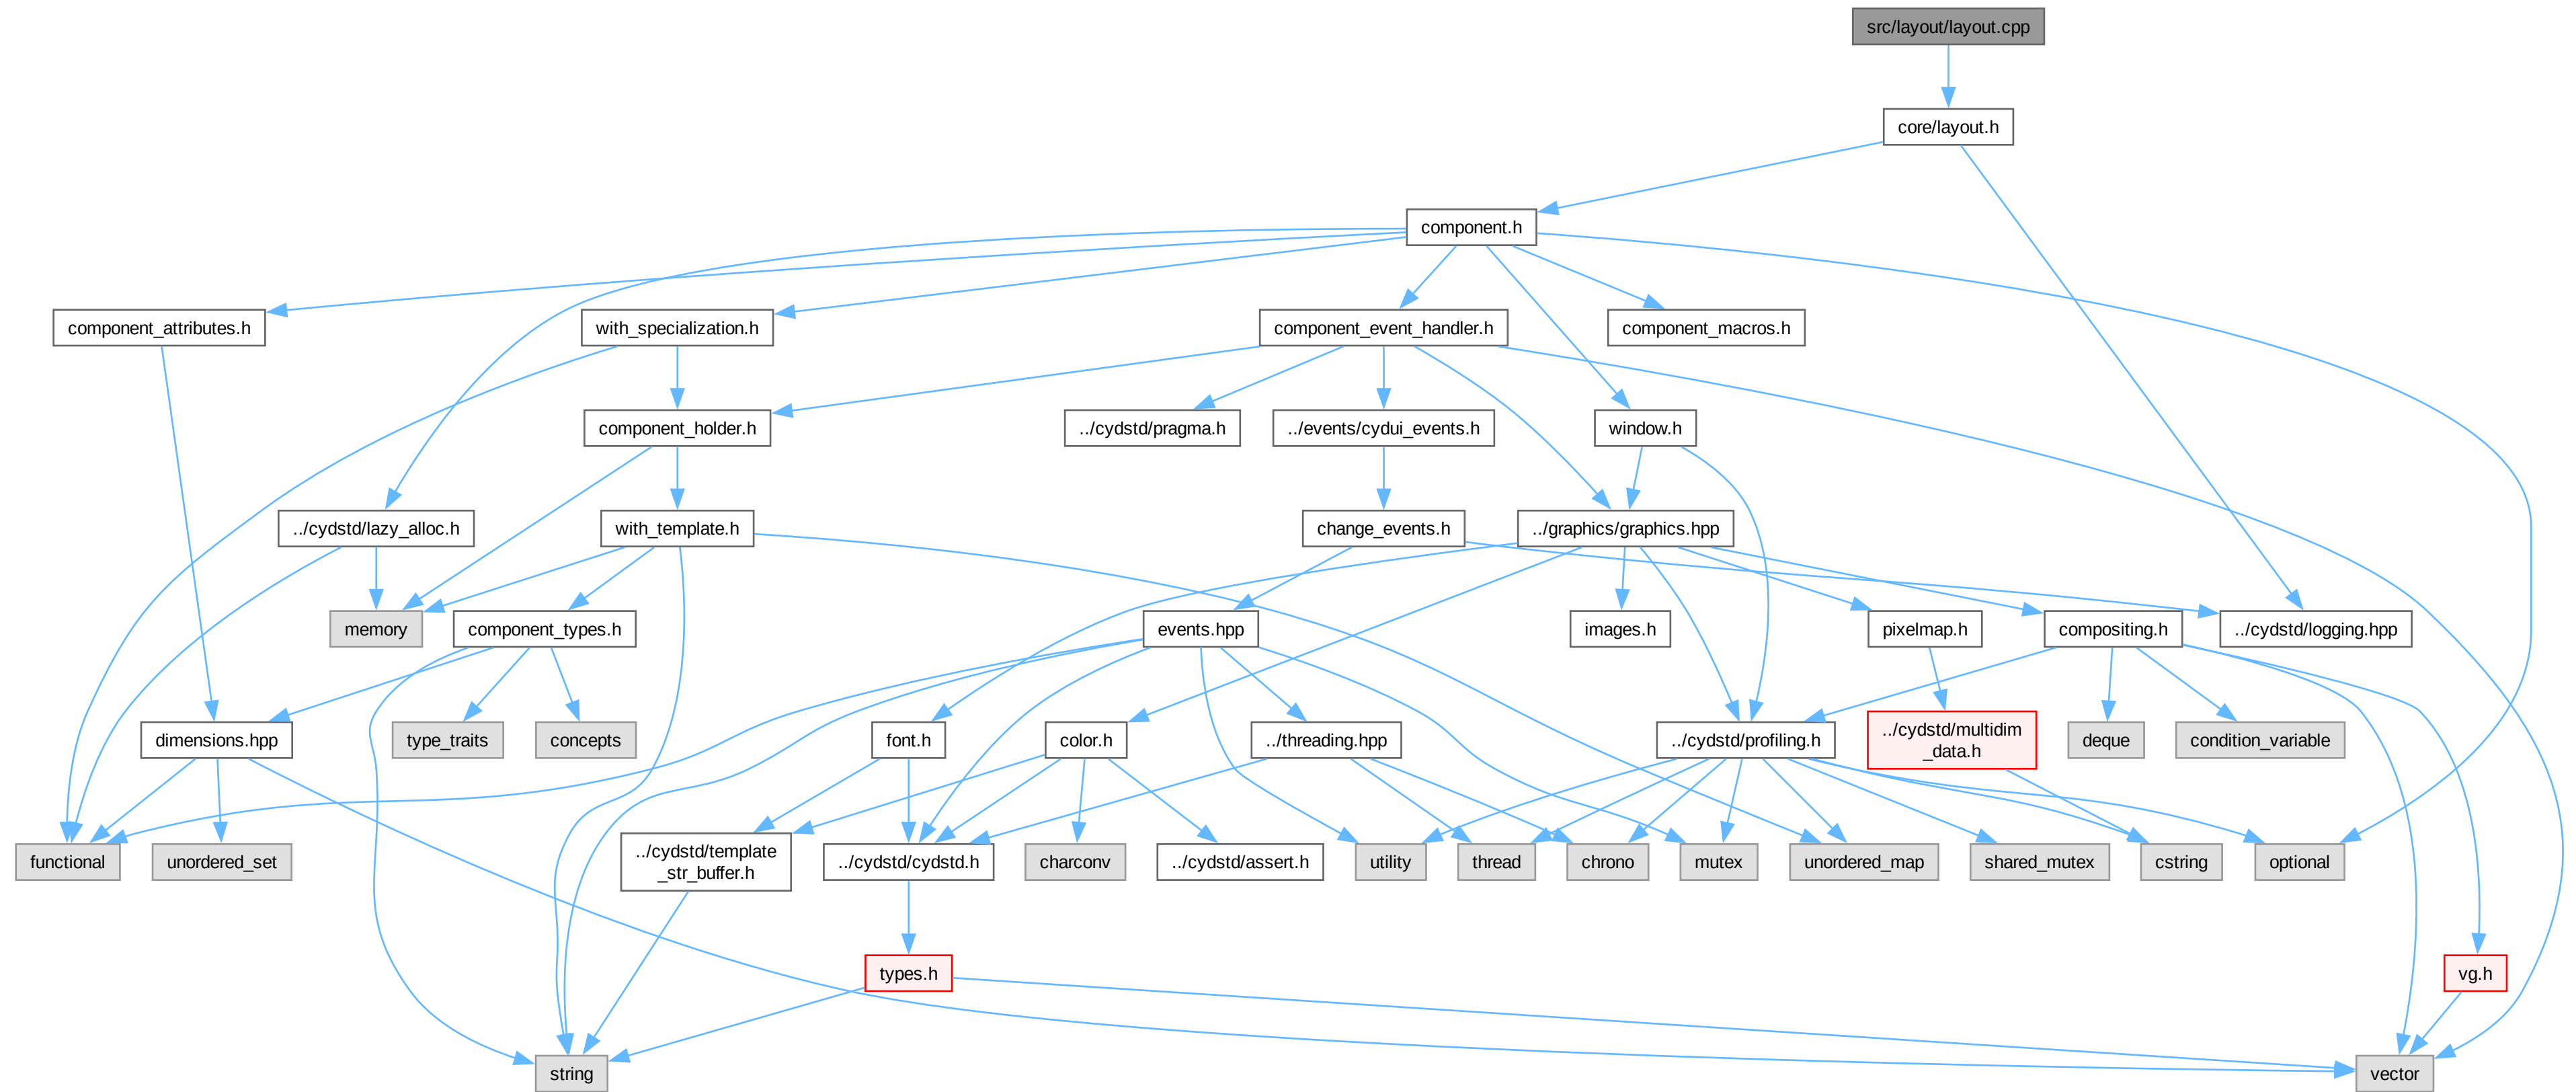 src/layout/layout.cpp
core/layout.h
component.h
component_attributes.h
with_specialization.h
component_event_handler.h
component_macros.h
component_holder.h
../cydstd/pragma.h
../events/cydui_events.h
window.h
../cydstd/lazy_alloc.h
with_template.h
change_events.h
../graphics/graphics.hpp
memory
component_types.h
events.hpp
images.h
pixelmap.h
compositing.h
../cydstd/logging.hpp
dimensions.hpp
type_traits
concepts
font.h
color.h
../threading.hpp
../cydstd/profiling.h
../cydstd/multidim
_data.h
deque
condition_variable
functional
unordered_set
../cydstd/template
_str_buffer.h
../cydstd/cydstd.h
charconv
../cydstd/assert.h
utility
thread
chrono
mutex
unordered_map
shared_mutex
cstring
optional
types.h
vg.h
string
vector